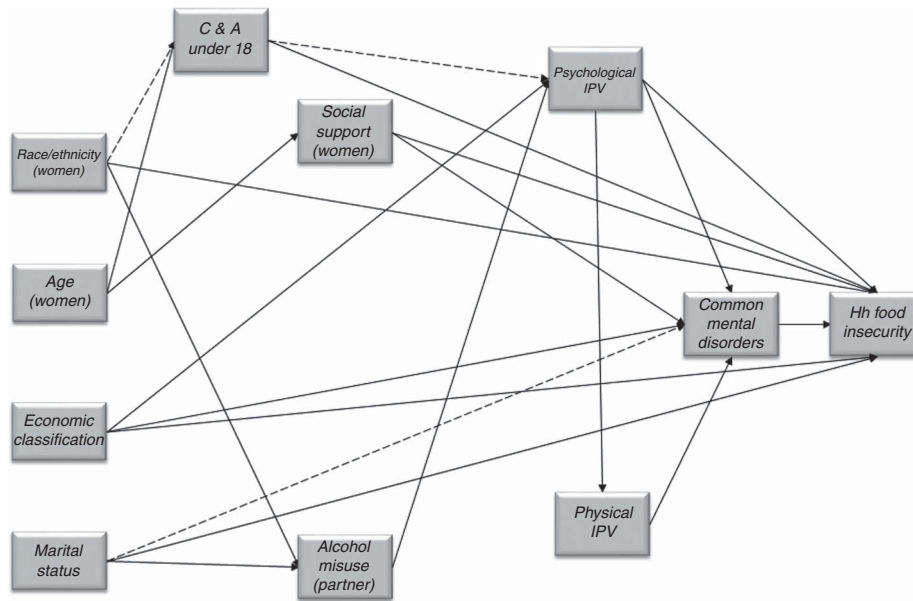 C & A
under 18
Psychological
IPV
Social
support
(women)
Race/ethnicity
(women)
Age
(women)
Common
mental
disorders
Hh food
insecurity
Economic
classification
Physical
IPV
Marital
status
Alcohol
misuse
(partner)